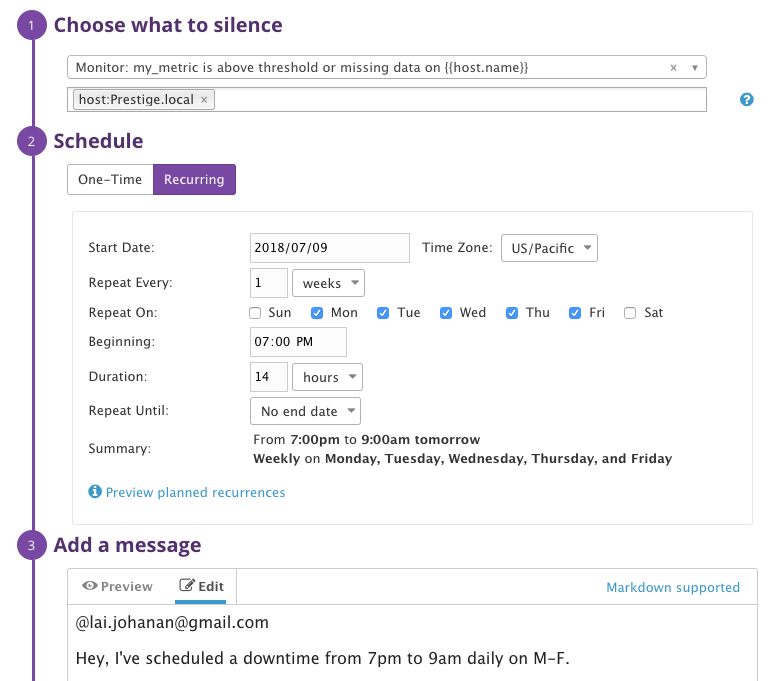 1 Choose what to silence
Monitor: my_metric is above threshold or missing data on {{host.name}} × ▾
host:Prestige.local ×
?
2 Schedule
One-Time Recurring
Start Date: 2018/07/09 Time Zone: US/Pacific
Repeat Every: 1 weeks
Repeat On: Sun Mon Tue Wed Thu Fri Sat
Beginning: 07:00 PM
Duration: 14 hours
Repeat Until: No end date
Summary: From 7:00pm to 9:00am tomorrow
Weekly on Monday, Tuesday, Wednesday, Thursday, and Friday
Preview planned recurrences
3 Add a message
Preview Edit Markdown supported
@lai.johanan@gmail.com
Hey, I've scheduled a downtime from 7pm to 9am daily on M-F.